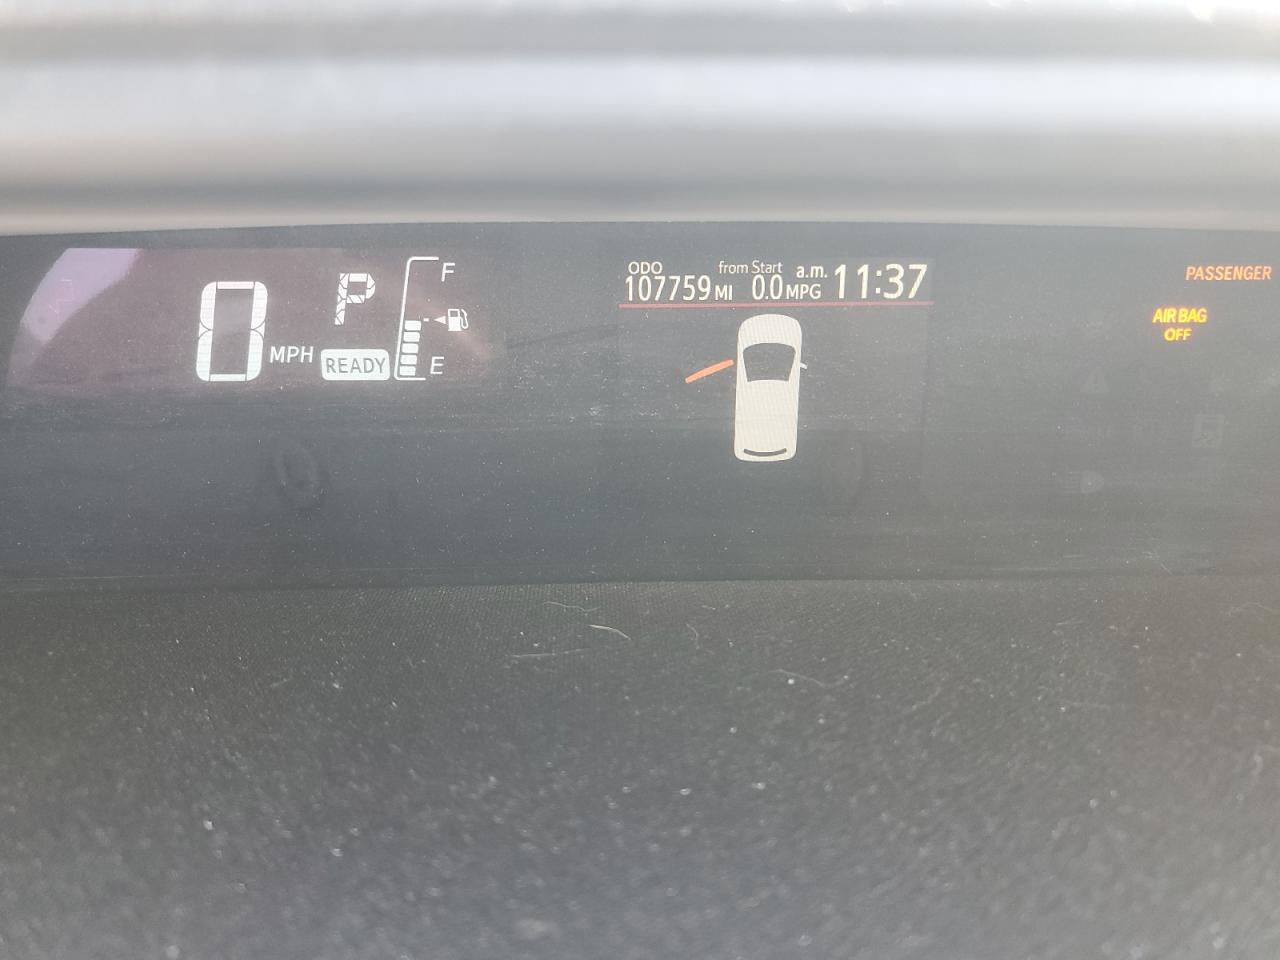 0 MPH
P
READY
F
E
ODO from Start a.m. 11:37
107759 MI 0.0 MPG
PASSENGER
AIR BAG
OFF